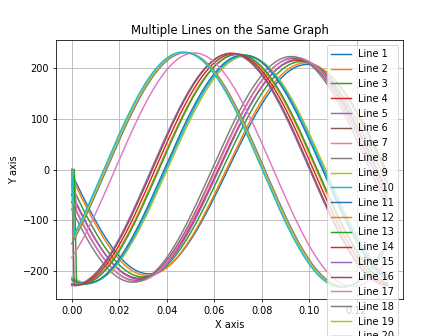 Multiple Lines on the Same Graph
Y axis
200
100
0
−100
−200
0.00
0.02
0.04
0.06
0.08
0.10
X axis
Line 1
Line 2
Line 3
Line 4
Line 5
Line 6
Line 7
Line 8
Line 9
Line 10
Line 11
Line 12
Line 13
Line 14
Line 15
Line 16
Line 17
Line 18
Line 19
Line 20